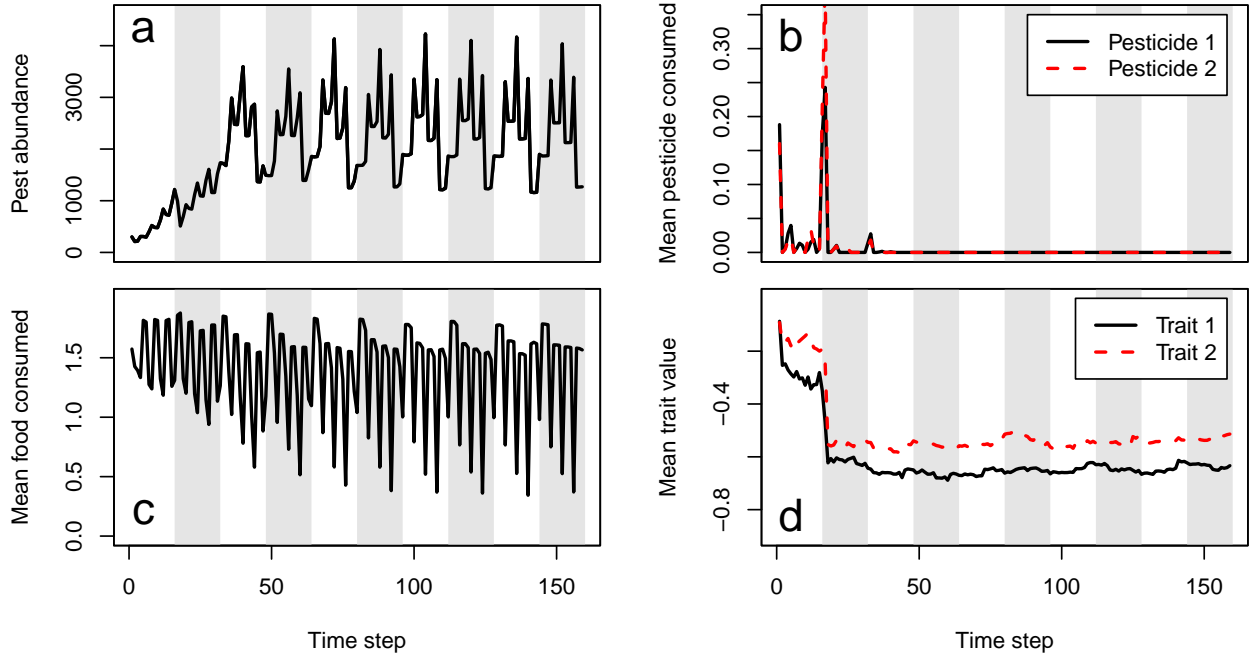 a
Pest abundance
0
1000
3000
b
Mean pesticide consumed
0.00
0.10
0.20
0.30
Pesticide 1
Pesticide 2
c
Mean food consumed
0.0
0.5
1.0
1.5
0
50
100
150
Time step
d
Mean trait value
−0.8
−0.4
Trait 1
Trait 2
0
50
100
150
Time step